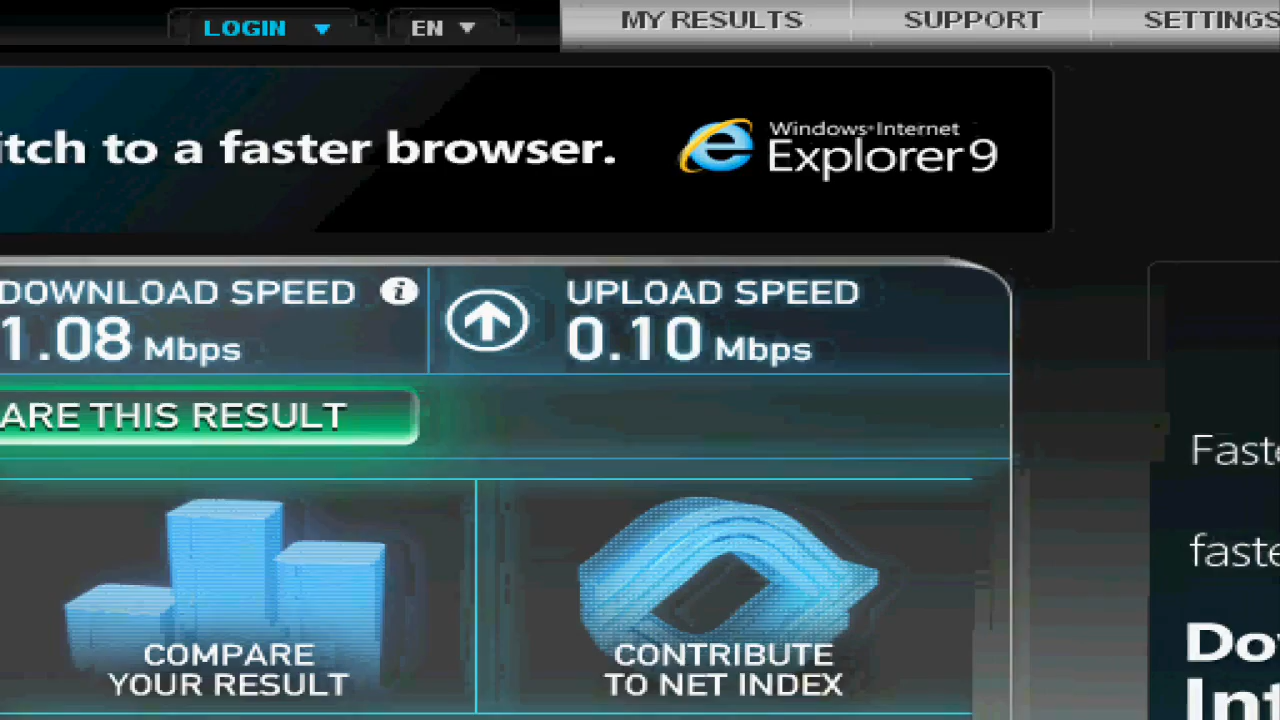 LOGIN EN MY RESULTS SUPPORT SETTINGS
itch to a faster browser.
Windows Internet
Explorer 9
DOWNLOAD SPEED i UPLOAD SPEED
1.08 Mbps 0.10 Mbps
ARE THIS RESULT
Faste
faste
COMPARE
YOUR RESULT
CONTRIBUTE
TO NET INDEX
Do
Int